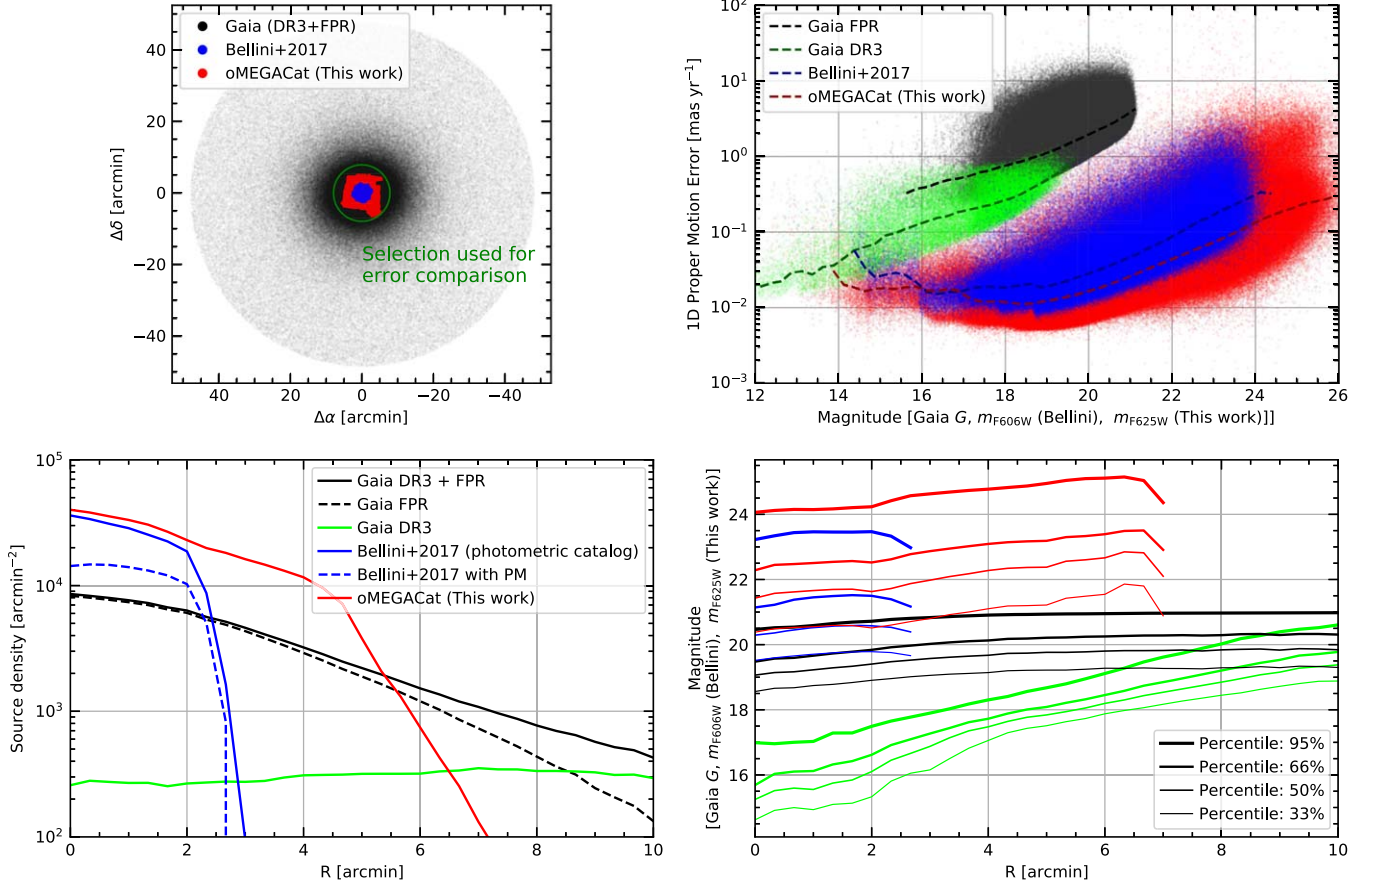 Gaia (DR3+FPR)
Bellini+2017
oMEGACat (This work)
Selection used for
error comparison
40
20
0
−20
−40
Δδ [arcmin]
40 20 0 −20 −40
Δα [arcmin]
Gaia FPR
Gaia DR3
Bellini+2017
oMEGACat (This work)
10²
10¹
10⁰
10⁻¹
10⁻²
10⁻³
1D Proper Motion Error [mas yr⁻¹]
12 14 16 18 20 22 24 26
Magnitude [Gaia G, m_F606W (Bellini), m_F625W (This work)]]
Gaia DR3 + FPR
Gaia FPR
Gaia DR3
Bellini+2017 (photometric catalog)
Bellini+2017 with PM
oMEGACat (This work)
10⁵
10⁴
10³
10²
Source density [arcmin⁻²]
0 2 4 6 8 10
R [arcmin]
24
22
20
18
16
Magnitude
[Gaia G, m_F606W (Bellini), m_F625W (This work)]
Percentile: 95%
Percentile: 66%
Percentile: 50%
Percentile: 33%
0 2 4 6 8 10
R [arcmin]